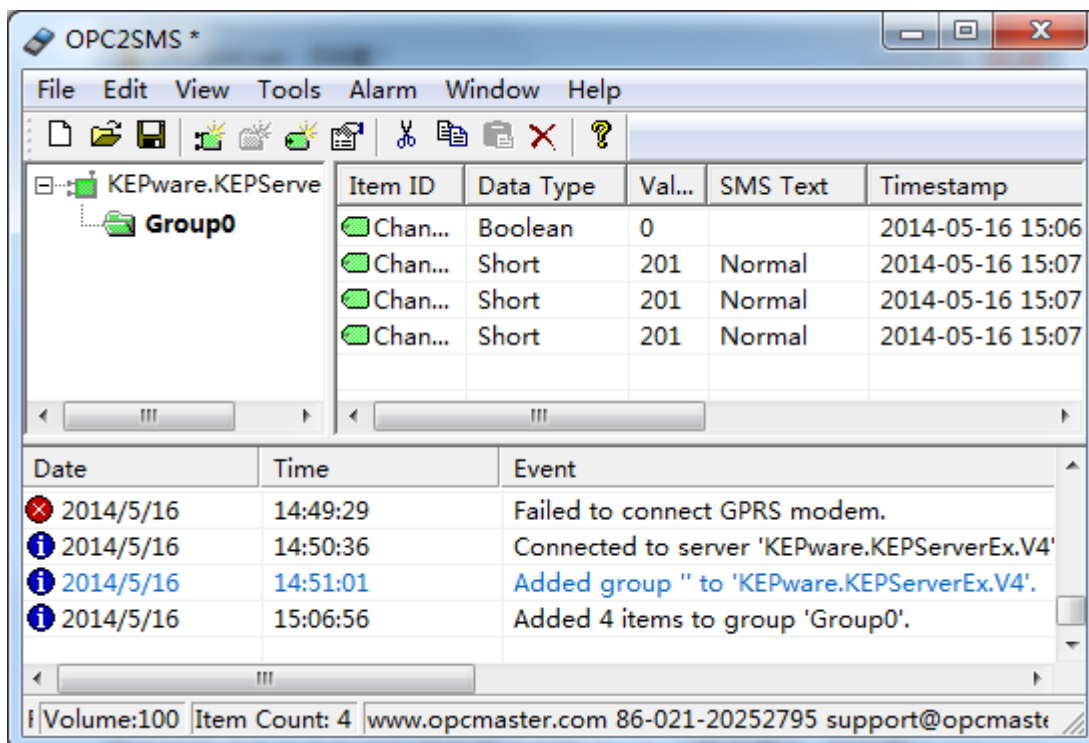 OPC2SMS *
File Edit View Tools Alarm Window Help
KEPware.KEPServe
Group0
Item ID Data Type Val... SMS Text Timestamp
Chan... Boolean 0 2014-05-16 15:06
Chan... Short 201 Normal 2014-05-16 15:07
Chan... Short 201 Normal 2014-05-16 15:07
Chan... Short 201 Normal 2014-05-16 15:07
Date Time Event
2014/5/16 14:49:29 Failed to connect GPRS modem.
2014/5/16 14:50:36 Connected to server 'KEPware.KEPServerEx.V4'
2014/5/16 14:51:01 Added group '' to 'KEPware.KEPServerEx.V4'.
2014/5/16 15:06:56 Added 4 items to group 'Group0'.
Volume:100 Item Count: 4 www.opcmaster.com 86-021-20252795 support@opcmaste